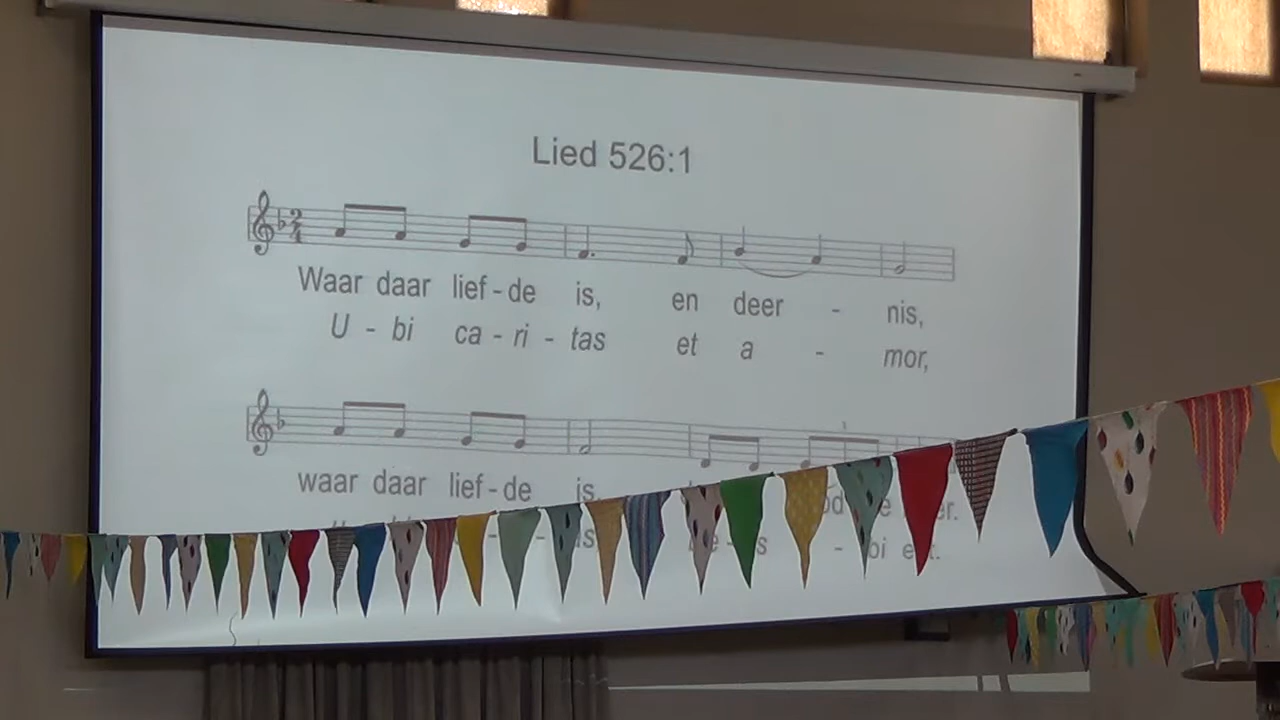 Lied 526:1
Waar daar lief - de is, en deer - nis,
U - bi ca - ri - tas et a - mor,
waar daar lief - de is,